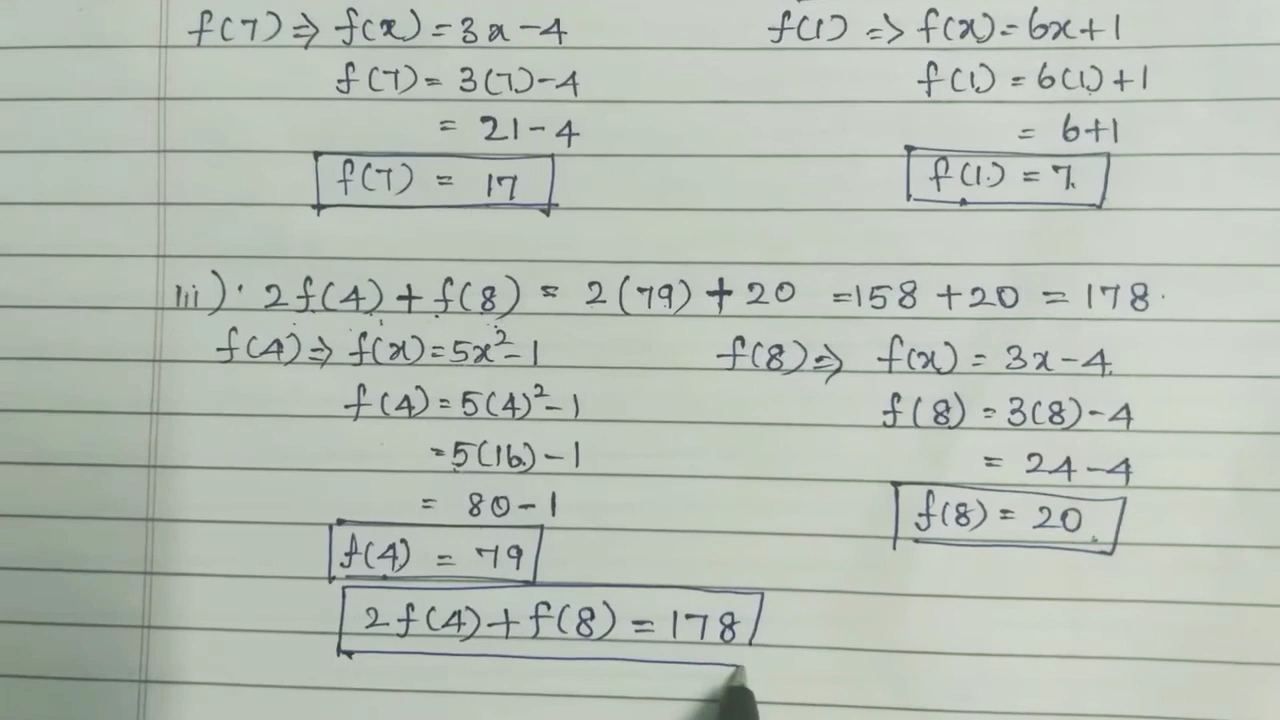 f(7) ⇒ f(x) = 3x - 4
f(7) = 3(7) - 4
= 21 - 4
f(7) = 17
f(1) ⇒ f(x) = 6x + 1
f(1) = 6(1) + 1
= 6 + 1
f(1) = 7.
iii) · 2f(4) + f(8) = 2(79) + 20 = 158 + 20 = 178.
f(4) ⇒ f(x) = 5x² - 1
f(4) = 5(4)² - 1
= 5(16) - 1
= 80 - 1
f(4) = 79
f(8) ⇒ f(x) = 3x - 4.
f(8) = 3(8) - 4
= 24 - 4
f(8) = 20.
2f(4) + f(8) = 178